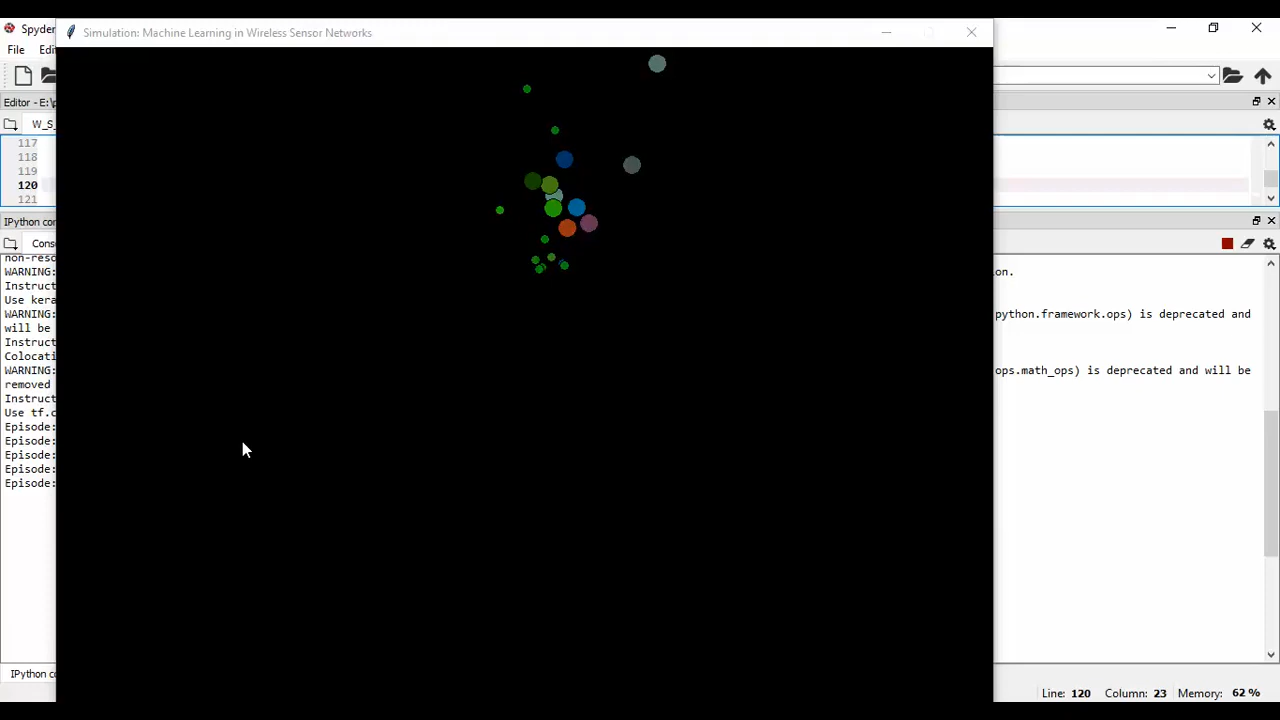 Spyder
Simulation: Machine Learning in Wireless Sensor Networks
File Edi
Editor - E:\p
W_S_
117
118
119
120
121
IPython con
Conso
non-reso
WARNING: on.
Instruct
Use kera
WARNING: python.framework.ops) is deprecated and
will be
Instruct
Colocati
WARNING: ops.math_ops) is deprecated and will be
removed
Instruct
Use tf.c
Episode:
Episode:
Episode:
Episode:
Episode:
IPython co
Line: 120 Column: 23 Memory: 62 %